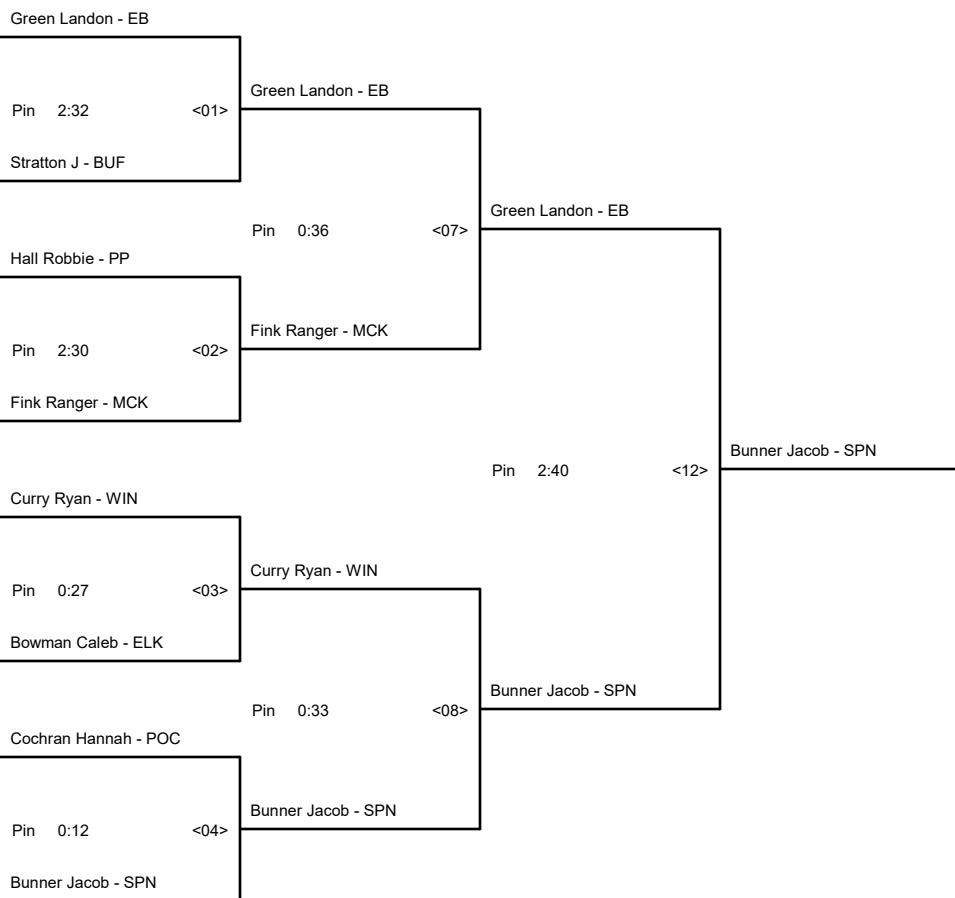 Green Landon - EB
Green Landon - EB
Pin 2:32 <01>
Stratton J - BUF
Green Landon - EB
Pin 0:36 <07>
Hall Robbie - PP
Fink Ranger - MCK
Pin 2:30 <02>
Fink Ranger - MCK
Bunner Jacob - SPN
Pin 2:40 <12>
Curry Ryan - WIN
Curry Ryan - WIN
Pin 0:27 <03>
Bowman Caleb - ELK
Bunner Jacob - SPN
Pin 0:33 <08>
Cochran Hannah - POC
Bunner Jacob - SPN
Pin 0:12 <04>
Bunner Jacob - SPN